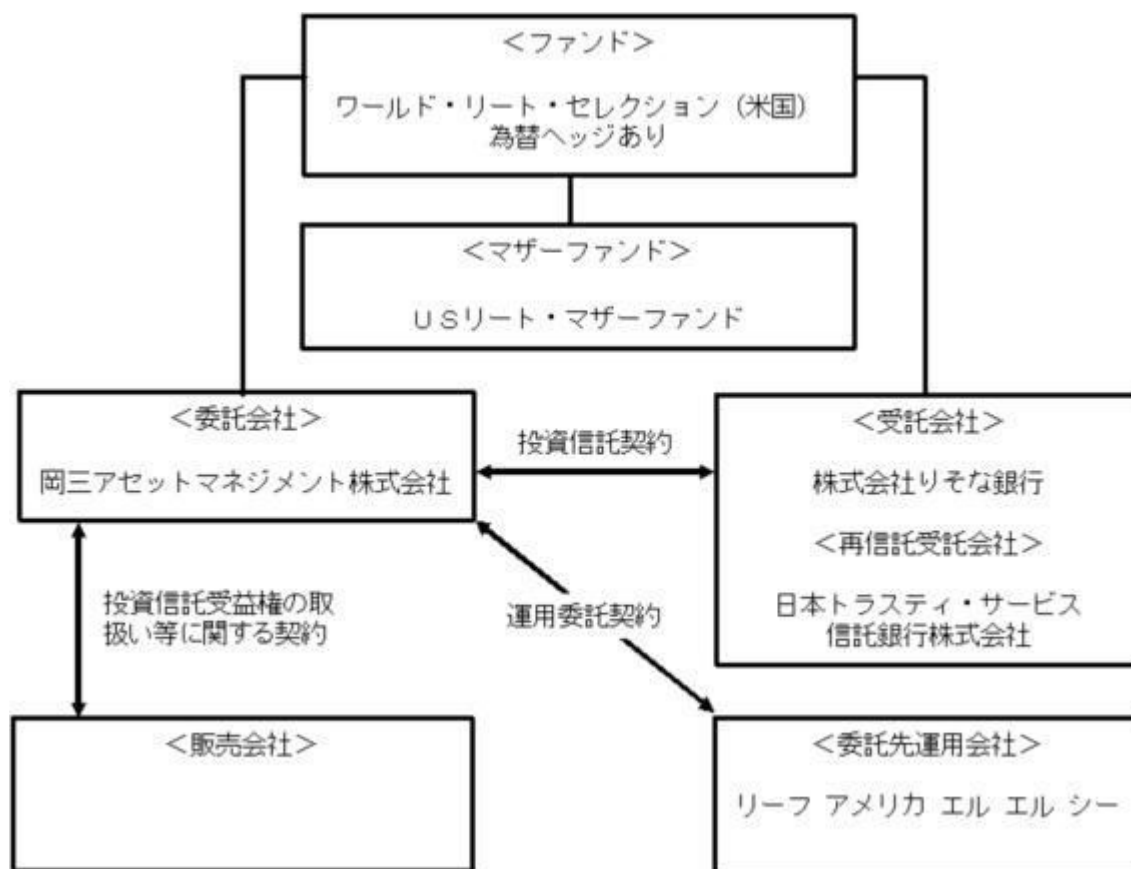 ＜ファンド＞
ワールド・リート・セレクション（米国）
為替ヘッジあり
＜マザーファンド＞
ＵＳリート・マザーファンド
＜委託会社＞
岡三アセットマネジメント株式会社
投資信託契約
＜受託会社＞
株式会社りそな銀行
＜再信託受託会社＞
日本トラスティ・サービス
信託銀行株式会社
投資信託受益権の取
扱い等に関する契約
運用委託契約
＜販売会社＞
＜委託先運用会社＞
リーフ アメリカ エル エル シー